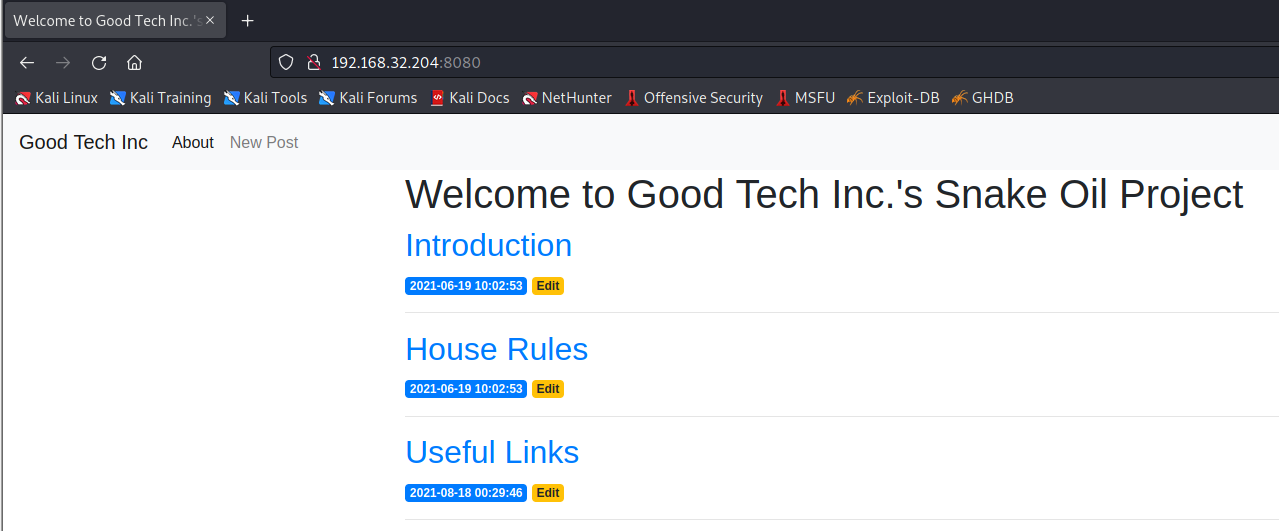 Welcome to Good Tech Inc.'s
192.168.32.204:8080
Kali Linux Kali Training Kali Tools Kali Forums Kali Docs NetHunter Offensive Security MSFU Exploit-DB GHDB
Good Tech Inc About New Post
Welcome to Good Tech Inc.'s Snake Oil Project
Introduction
2021-06-19 10:02:53 Edit
House Rules
2021-06-19 10:02:53 Edit
Useful Links
2021-08-18 00:29:46 Edit